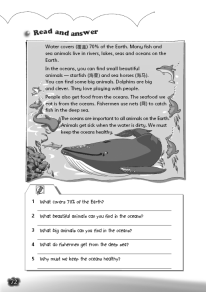 Read and answer
Water covers (覆盖) 70% of the Earth. Many fish and
sea animals live in rivers, lakes, seas and oceans on the
Earth.
In the oceans, you can find small beautiful
animals — starfish (海星) and sea horses (海马).
You can find some big animals. Dolphins are big
and clever. They love playing with people.
People also get food from the oceans. The seafood we
eat is from the oceans. Fishermen use nets (网) to catch
fish in the deep sea.
The oceans are important to all animals on the Earth.
Animals get sick when the water is dirty. We must
keep the oceans healthy.
1 What covers 70% of the Earth?
2 What beautiful animals can you find in the oceans?
3 What big animals can you find in the oceans?
4 What do fishermen get from the deep sea?
5 Why must we keep the oceans healthy?
72